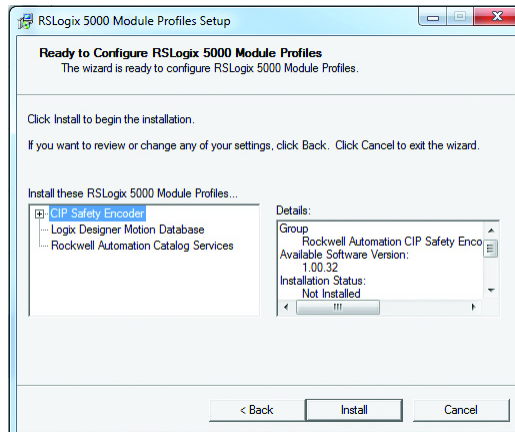 RSLogix 5000 Module Profiles Setup
Ready to Configure RSLogix 5000 Module Profiles
The wizard is ready to configure RSLogix 5000 Module Profiles.
Click Install to begin the installation.
If you want to review or change any of your settings, click Back. Click Cancel to exit the wizard.
Install these RSLogix 5000 Module Profiles...
CIP Safety Encoder
Logix Designer Motion Database
Rockwell Automation Catalog Services
Details:
Group
Rockwell Automation CIP Safety Enco
Available Software Version:
1.00.32
Installation Status:
Not Installed
< Back
Install
Cancel